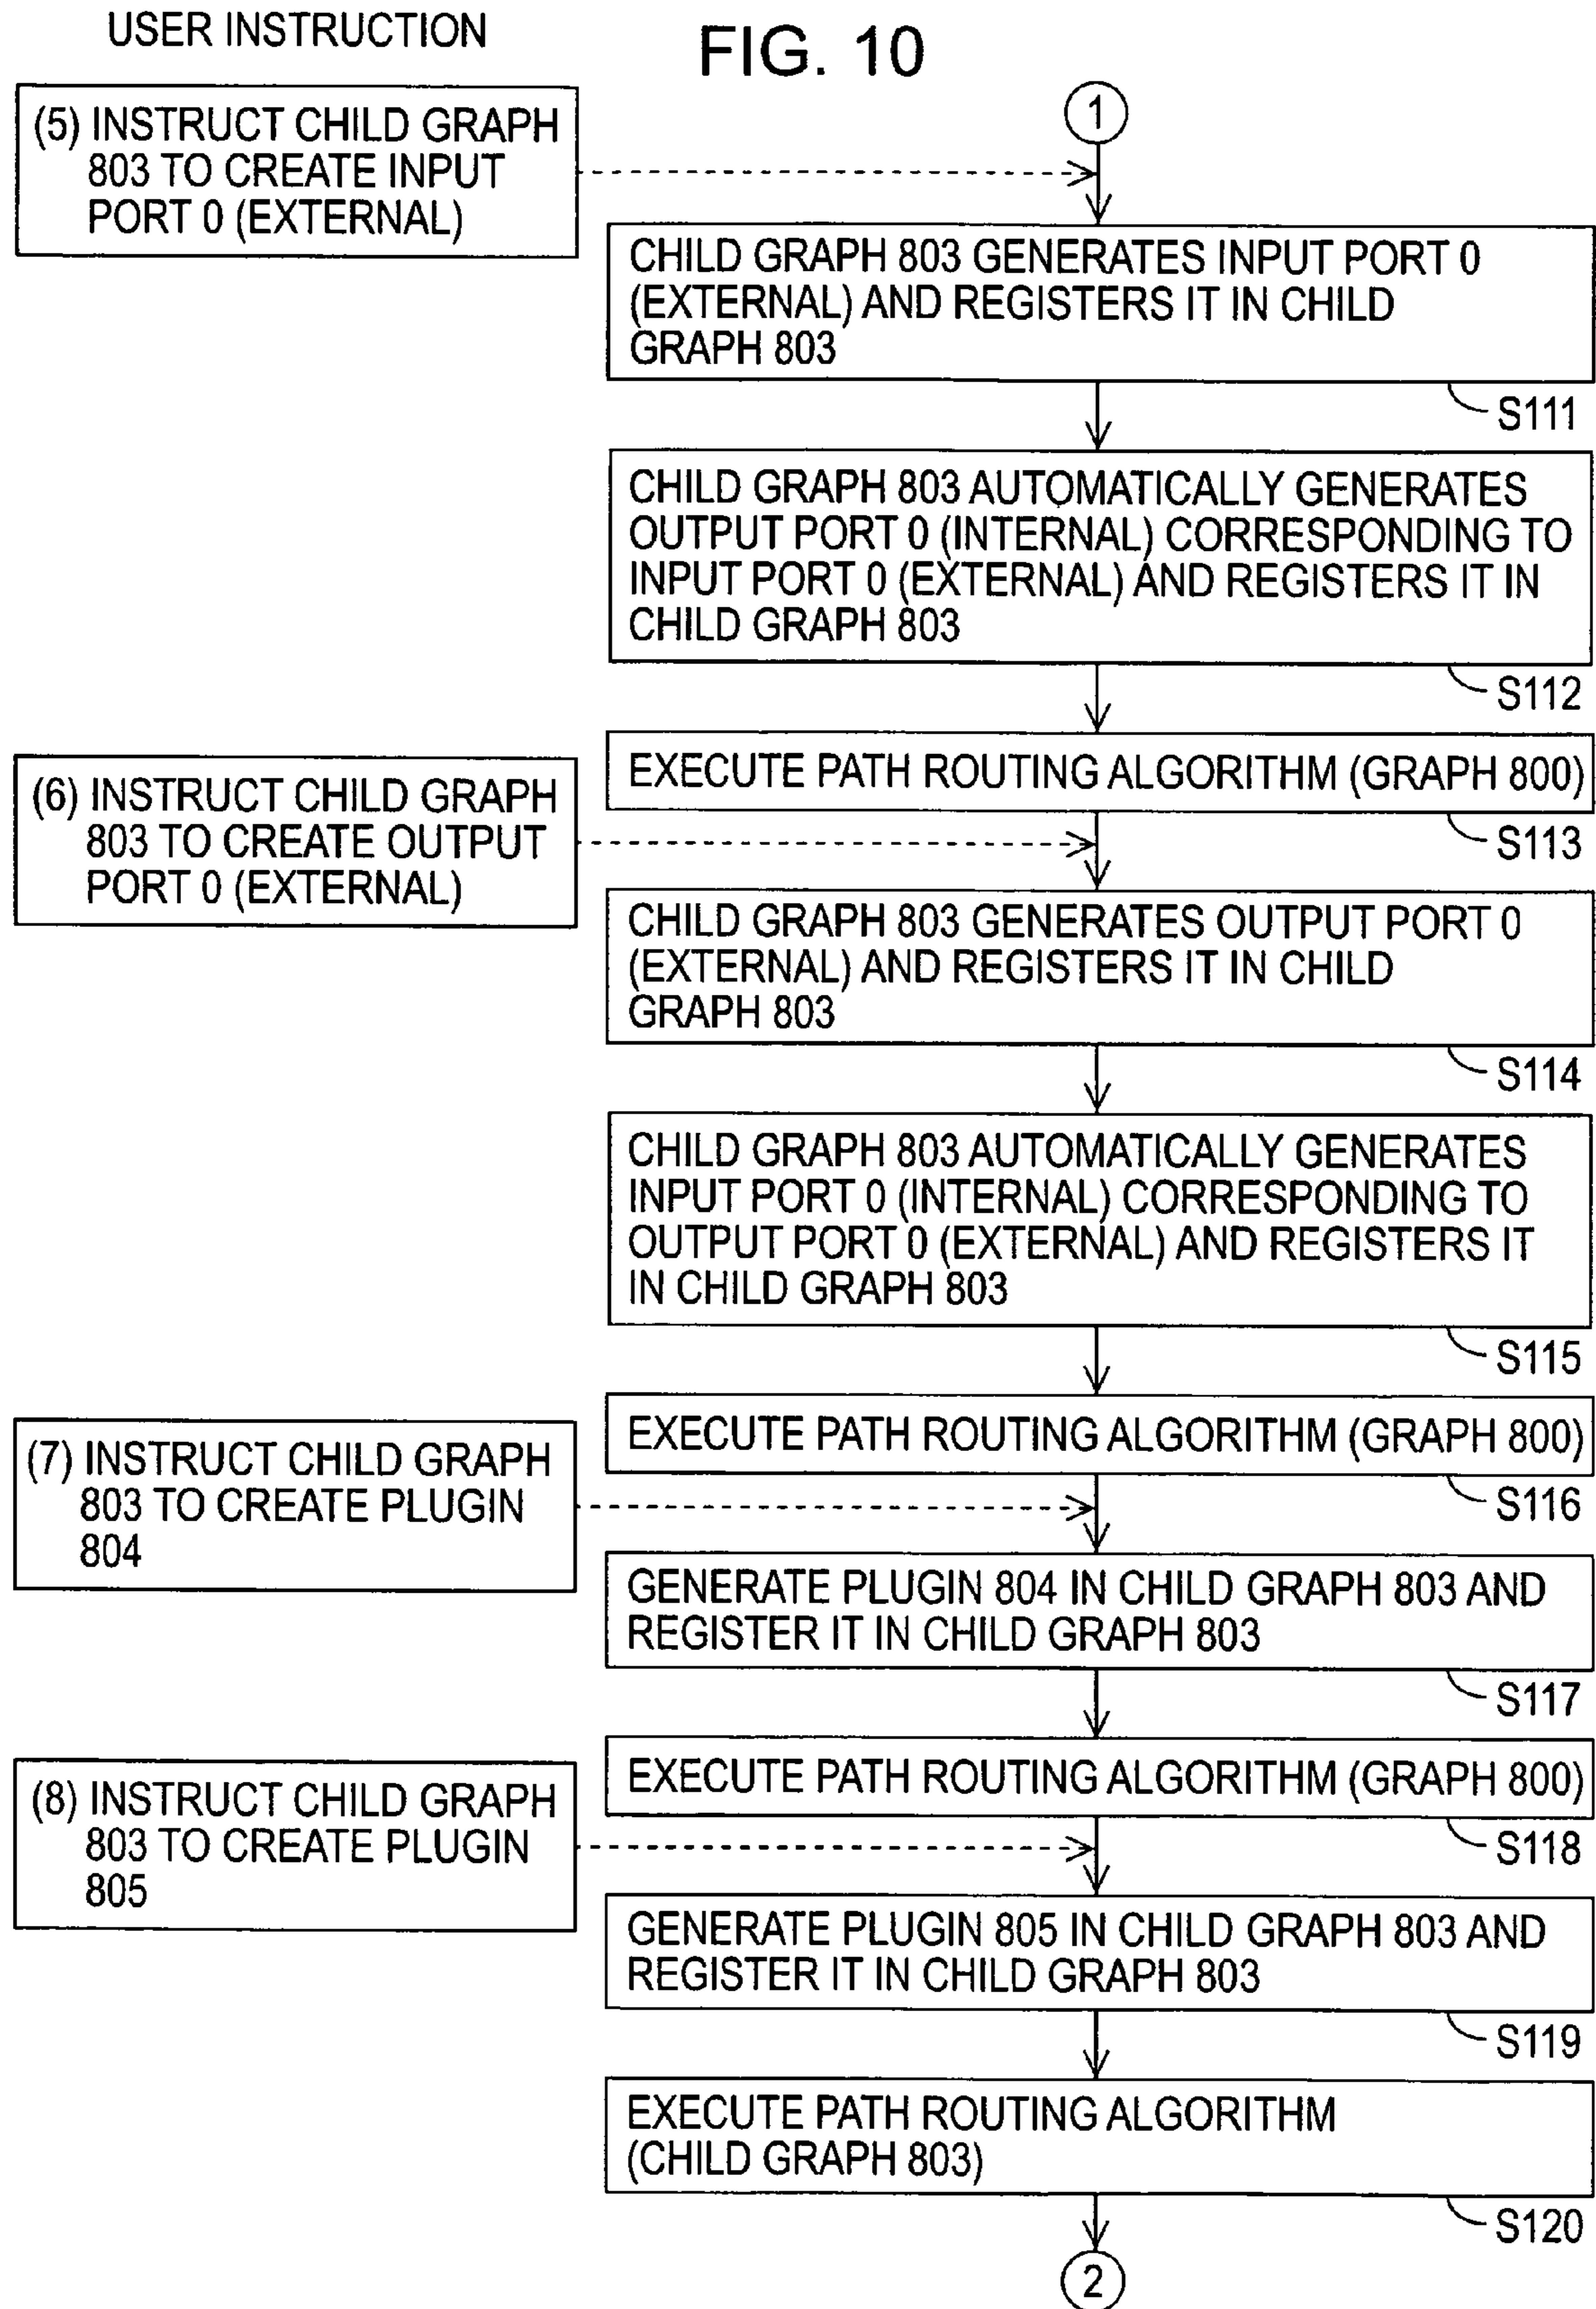 USER INSTRUCTION
FIG. 10
1
(5) INSTRUCT CHILD GRAPH
803 TO CREATE INPUT
PORT 0 (EXTERNAL)
CHILD GRAPH 803 GENERATES INPUT PORT 0
(EXTERNAL) AND REGISTERS IT IN CHILD
GRAPH 803
S111
CHILD GRAPH 803 AUTOMATICALLY GENERATES
OUTPUT PORT 0 (INTERNAL) CORRESPONDING TO
INPUT PORT 0 (EXTERNAL) AND REGISTERS IT IN
CHILD GRAPH 803
S112
EXECUTE PATH ROUTING ALGORITHM (GRAPH 800)
S113
(6) INSTRUCT CHILD GRAPH
803 TO CREATE OUTPUT
PORT 0 (EXTERNAL)
CHILD GRAPH 803 GENERATES OUTPUT PORT 0
(EXTERNAL) AND REGISTERS IT IN CHILD
GRAPH 803
S114
CHILD GRAPH 803 AUTOMATICALLY GENERATES
INPUT PORT 0 (INTERNAL) CORRESPONDING TO
OUTPUT PORT 0 (EXTERNAL) AND REGISTERS IT
IN CHILD GRAPH 803
S115
EXECUTE PATH ROUTING ALGORITHM (GRAPH 800)
S116
(7) INSTRUCT CHILD GRAPH
803 TO CREATE PLUGIN
804
GENERATE PLUGIN 804 IN CHILD GRAPH 803 AND
REGISTER IT IN CHILD GRAPH 803
S117
EXECUTE PATH ROUTING ALGORITHM (GRAPH 800)
S118
(8) INSTRUCT CHILD GRAPH
803 TO CREATE PLUGIN
805
GENERATE PLUGIN 805 IN CHILD GRAPH 803 AND
REGISTER IT IN CHILD GRAPH 803
S119
EXECUTE PATH ROUTING ALGORITHM
(CHILD GRAPH 803)
S120
2